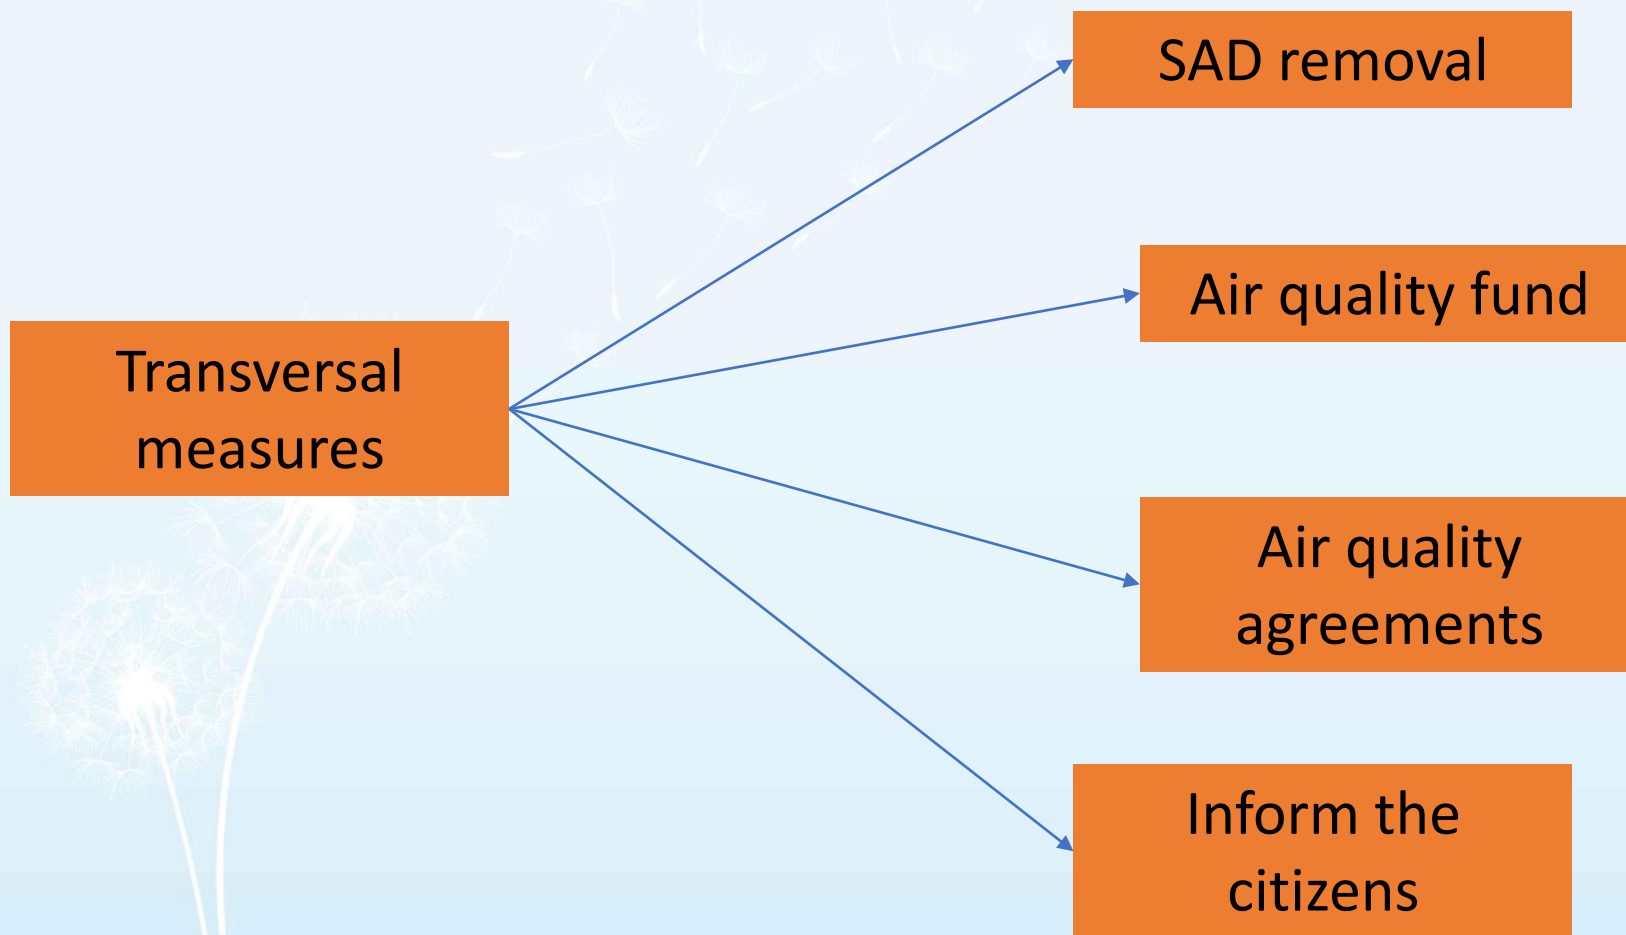 SAD removal
Air quality fund
Transversal
measures
Air quality
agreements
Inform the
citizens